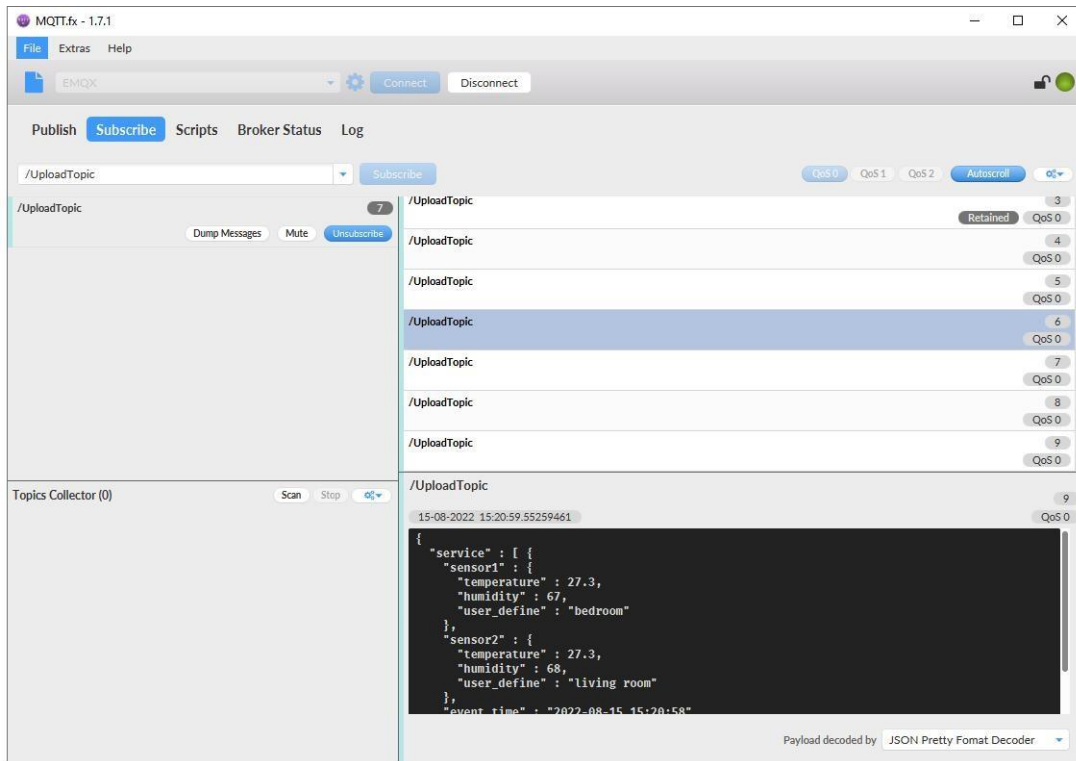 MQTT.fx - 1.7.1
File Extras Help
EMQX Connect Disconnect
Publish Subscribe Scripts Broker Status Log
/UploadTopic Subscribe QoS 0 QoS 1 QoS 2 Autoscroll
/UploadTopic 7
Dump Messages Mute Unsubscribe
/UploadTopic 3
Retained QoS 0
/UploadTopic 4
QoS 0
/UploadTopic 5
QoS 0
/UploadTopic 6
QoS 0
/UploadTopic 7
QoS 0
/UploadTopic 8
QoS 0
/UploadTopic 9
QoS 0
Topics Collector (0) Scan Stop
/UploadTopic
9
15-08-2022 15:20:59.55259461 QoS 0
{
"service" : [ {
"sensor1" : {
"temperature" : 27.3,
"humidity" : 67,
"user_define" : "bedroom"
},
"sensor2" : {
"temperature" : 27.3,
"humidity" : 68,
"user_define" : "living room"
},
"event_time" : "2022-08-15 15:20:58"
Payload decoded by JSON Pretty Fomat Decoder